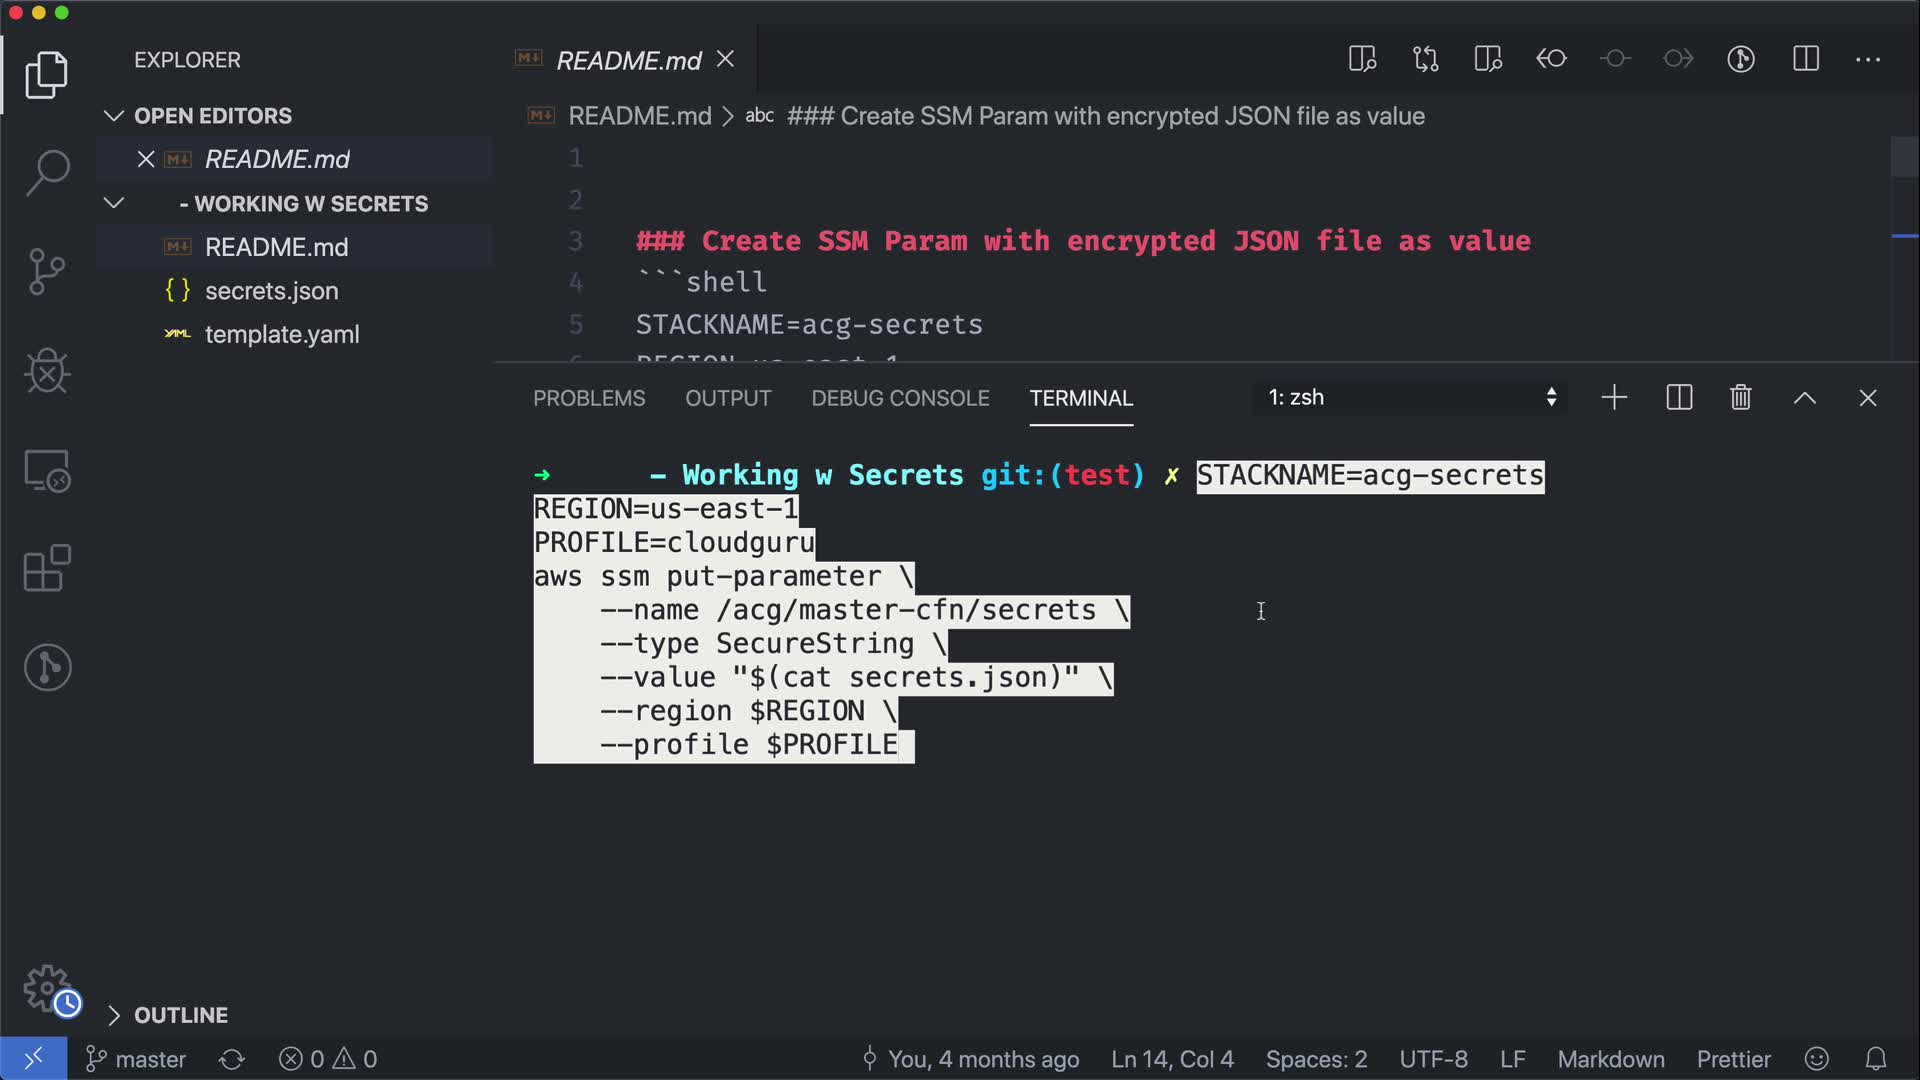 EXPLORER
OPEN EDITORS
README.md
- WORKING W SECRETS
README.md
{ } secrets.json
YAML template.yaml
OUTLINE
README.md
README.md > abc ### Create SSM Param with encrypted JSON file as value
1
2
3 ### Create SSM Param with encrypted JSON file as value
4 ```shell
5 STACKNAME=acg-secrets
6 REGION=us-east-1
PROBLEMS OUTPUT DEBUG CONSOLE TERMINAL 1: zsh
➜ - Working w Secrets git:(test) ✗ STACKNAME=acg-secrets
REGION=us-east-1
PROFILE=cloudguru
aws ssm put-parameter \
--name /acg/master-cfn/secrets \
--type SecureString \
--value "$(cat secrets.json)" \
--region $REGION \
--profile $PROFILE
master 0 0 You, 4 months ago Ln 14, Col 4 Spaces: 2 UTF-8 LF Markdown Prettier